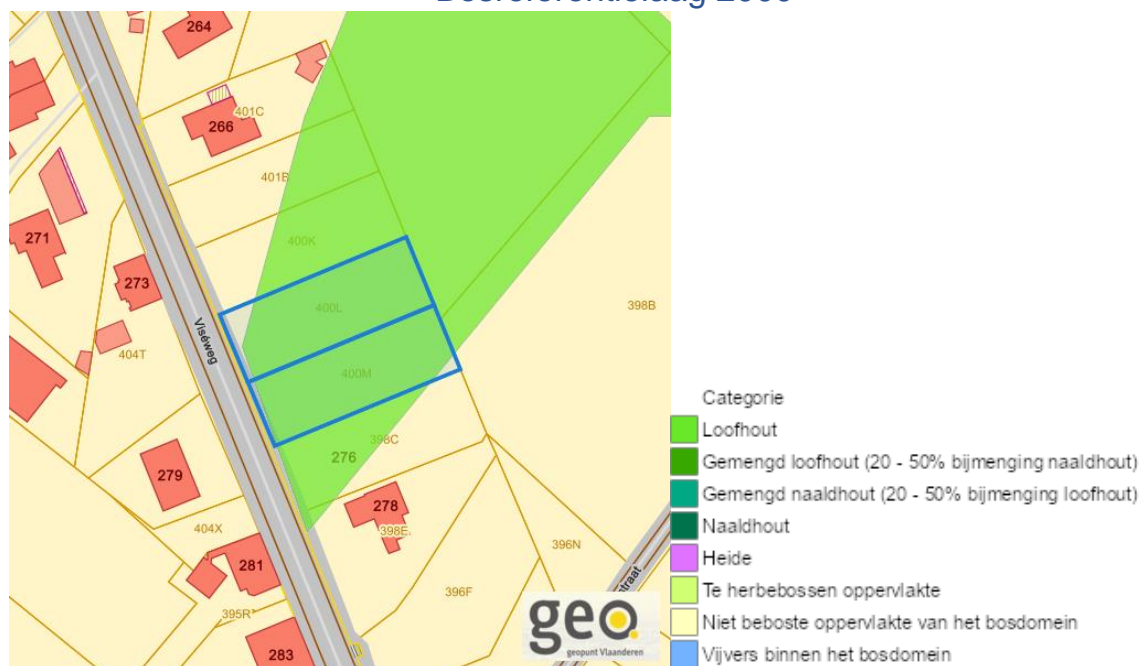 264
401C
266
401B
271
400K
273
400L
398B
Viséweg
404T
400M
398C
276
279
278
398E
404X
396N
281
396F
straat
395R
283
geo.
geopunt Vlaanderen
Categorie
Loofhout
Gemengd loofhout (20 - 50% bijmenging naaldhout)
Gemengd naaldhout (20 - 50% bijmenging loofhout)
Naaldhout
Heide
Te herbebossen oppervlakte
Niet beboste oppervlakte van het bosdomein
Vijvers binnen het bosdomein